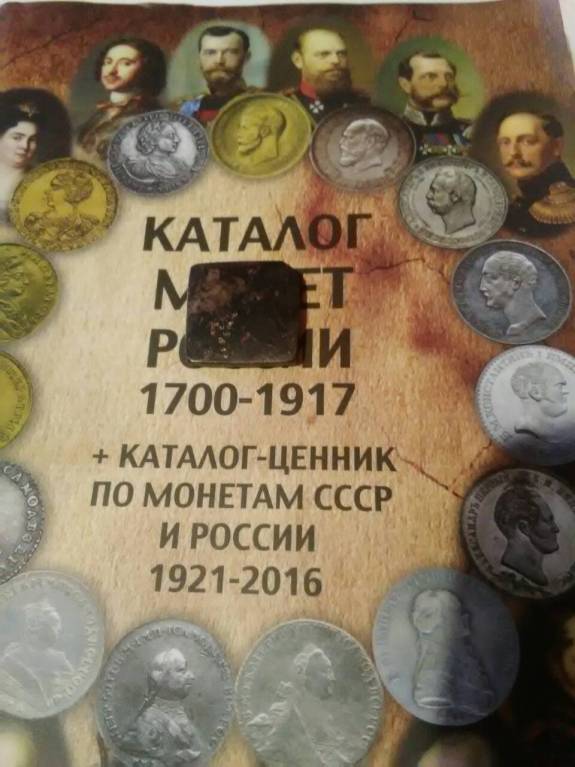 КАТАЛОГ
1700-1917
+ КАТАЛОГ-ЦЕННИК
ПО МОНЕТАМ СССР
И РОССИИ
1921-2016